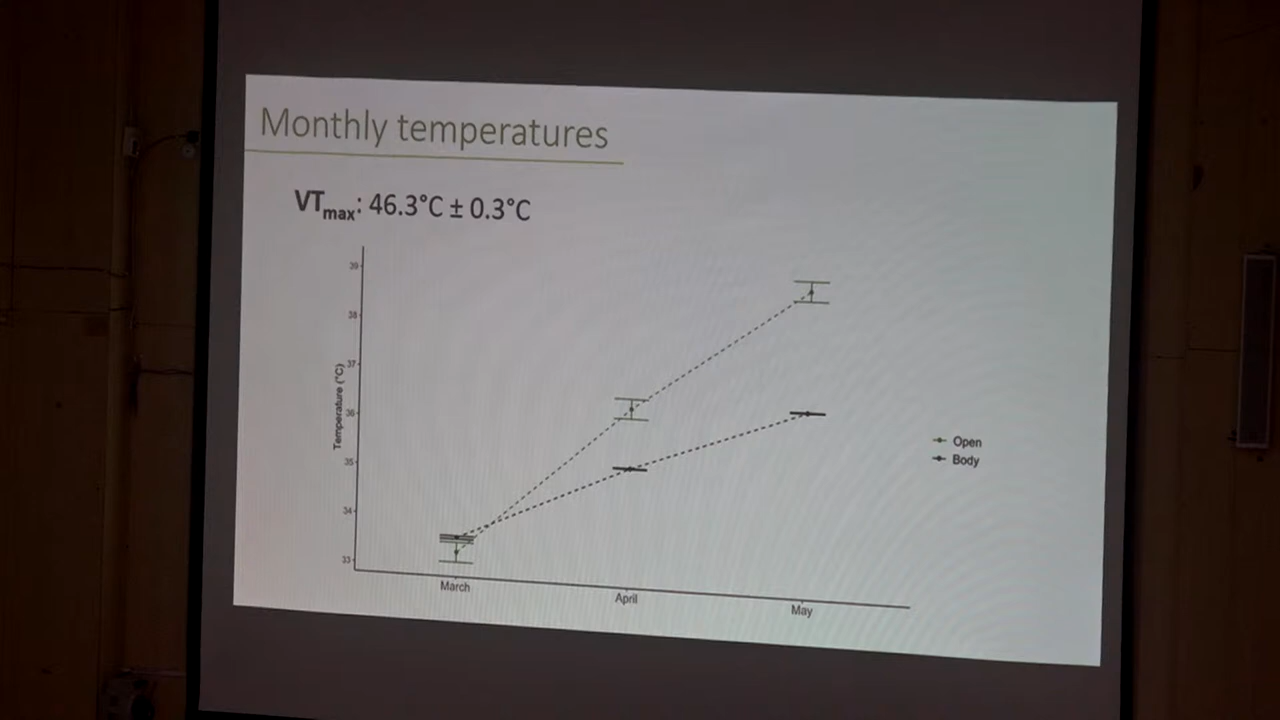 Monthly temperatures
VTmax: 46.3°C ± 0.3°C
39
38
37
36
35
34
33
Temperature (°C)
March
April
May
Open
Body